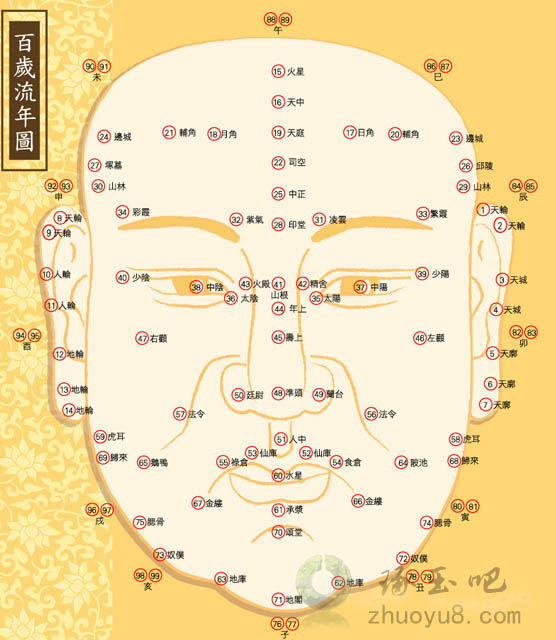 百歲流年圖
88 89
午
90 91
未
86 87
巳
15 火星
16 天中
21 輔角
18 月角
19 天庭
17 日角
20 輔角
24 邊城
23 邊城
22 司空
27 塚墓
26 邱陵
92 93
申
30 山林
25 中正
29 山林
84 85
辰
8 天輪
34 彩霞
32 紫氣
28 印堂
31 凌雲
33 繁霞
1 天輪
9 天輪
2 天輪
10 人輪
40 少陰
38 中陰
43 火殿
41
山根
42 精舍
37 中陽
39 少陽
3 天城
36 太陰
35 太陽
11 人輪
44 年上
4 天城
94 95
酉
47 右顴
45 壽上
46 左顴
82 83
卯
12 地輪
5 天廓
13 地輪
50 廷尉
48 準頭
49 蘭台
6 天廓
14 地輪
57 法令
56 法令
7 天廓
59 虎耳
51 人中
58 虎耳
69 歸來
65 鵝鴨
55 祿倉
53 仙庫
52 仙庫
54 食倉
64 陂池
68 歸來
60 水星
96 97
戌
67 金縷
61 承漿
66 金縷
80 81
寅
75 腮骨
70 頌堂
74 腮骨
73 奴僕
72 奴僕
98 99
亥
63 地庫
62 地庫
78 79
丑
71 地閣
76 77
子
琢玉吧
zhuoyu8.com